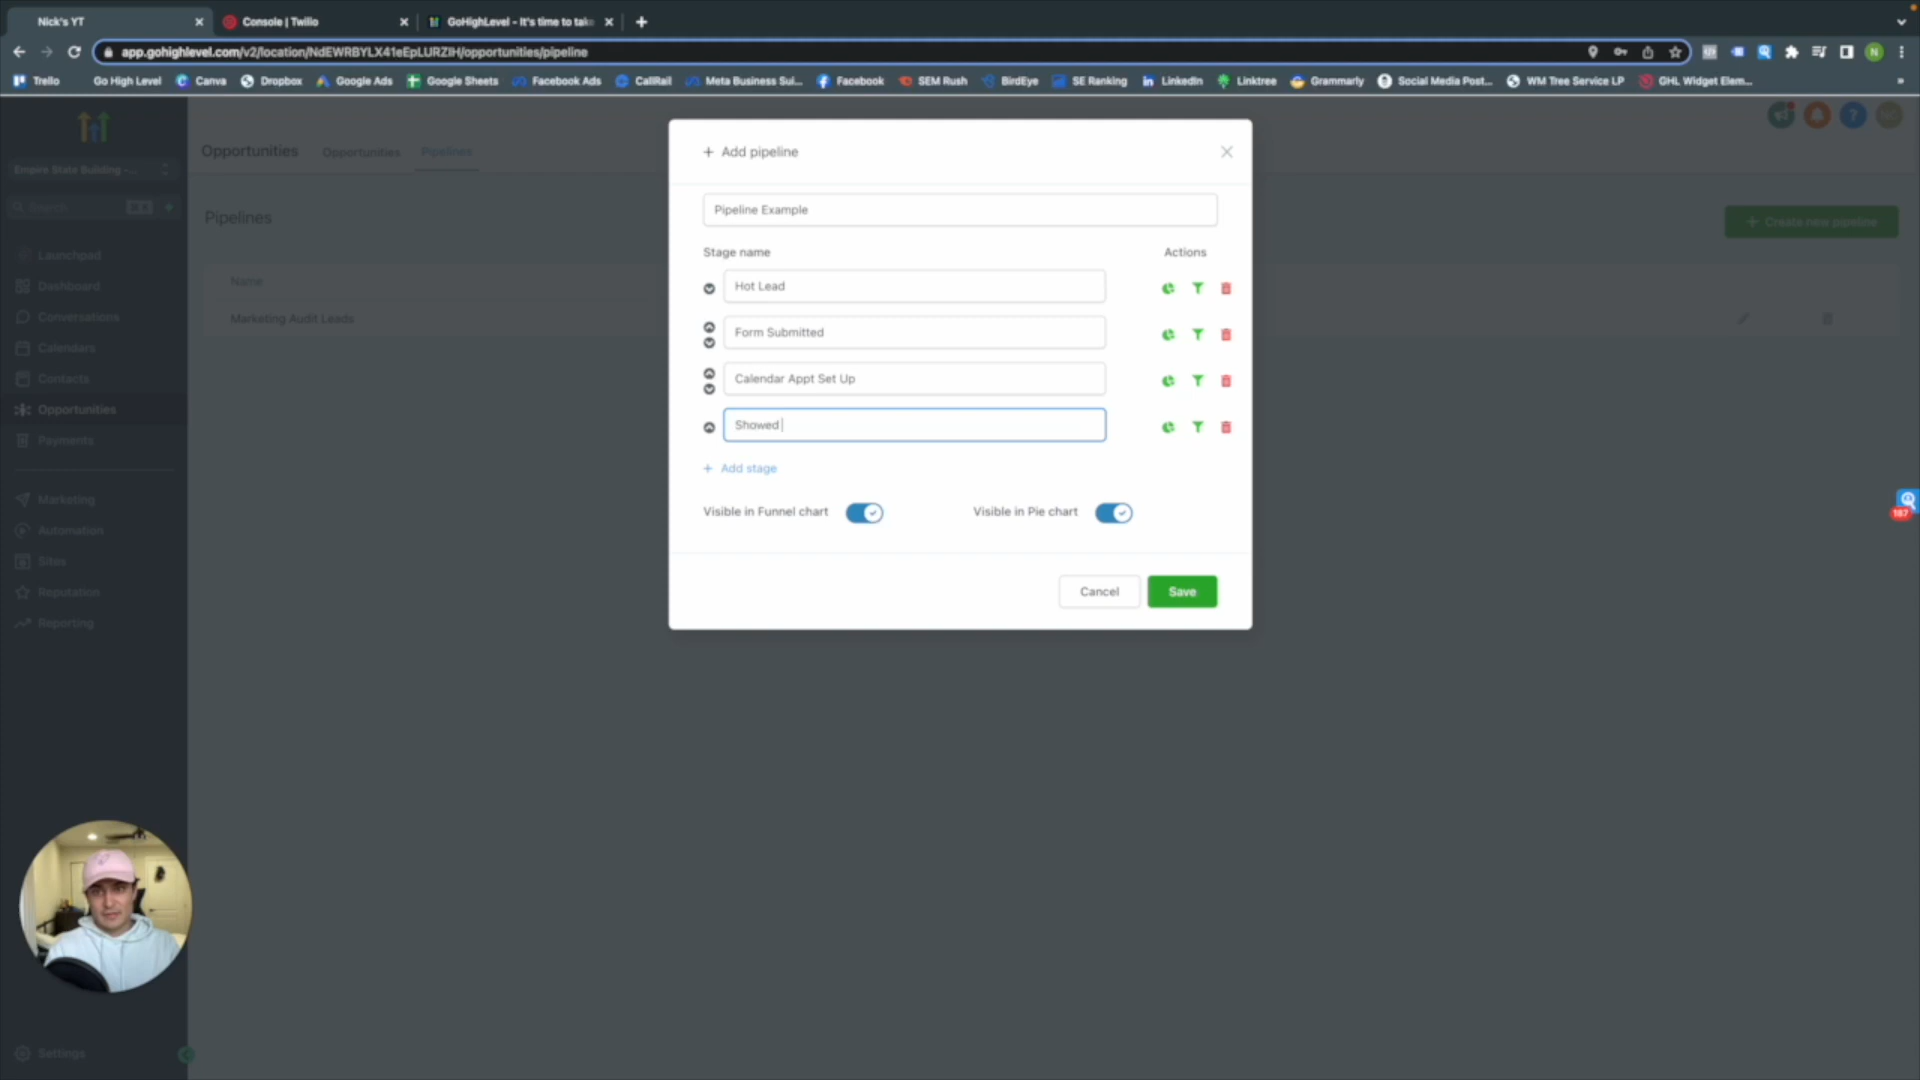 Nick's YT
Console | Twilio
GoHighLevel - It's time to take
app.gohighlevel.com/v2/location/NdEWRBYLX41eEpLURZIH/opportunities/pipeline
Trello
Go High Level
Canva
Dropbox
Google Ads
Google Sheets
Facebook Ads
CallRail
Meta Business Sui...
Facebook
SEM Rush
BirdEye
SE Ranking
LinkedIn
Linktree
Grammarly
Social Media Post...
WM Tree Service LP
GHL Widget Elem...
»
Empire State Building -...
Search
Launchpad
Dashboard
Conversations
Calendars
Contacts
Opportunities
Payments
Marketing
Automation
Sites
Reputation
Reporting
Settings
Opportunities
Opportunities
Pipelines
Pipelines
+ Create new pipeline
Name
Marketing Audit Leads
+ Add pipeline
Pipeline Example
Stage name
Actions
Hot Lead
Form Submitted
Calendar Appt Set Up
Showed
+ Add stage
Visible in Funnel chart
Visible in Pie chart
Cancel
Save
187